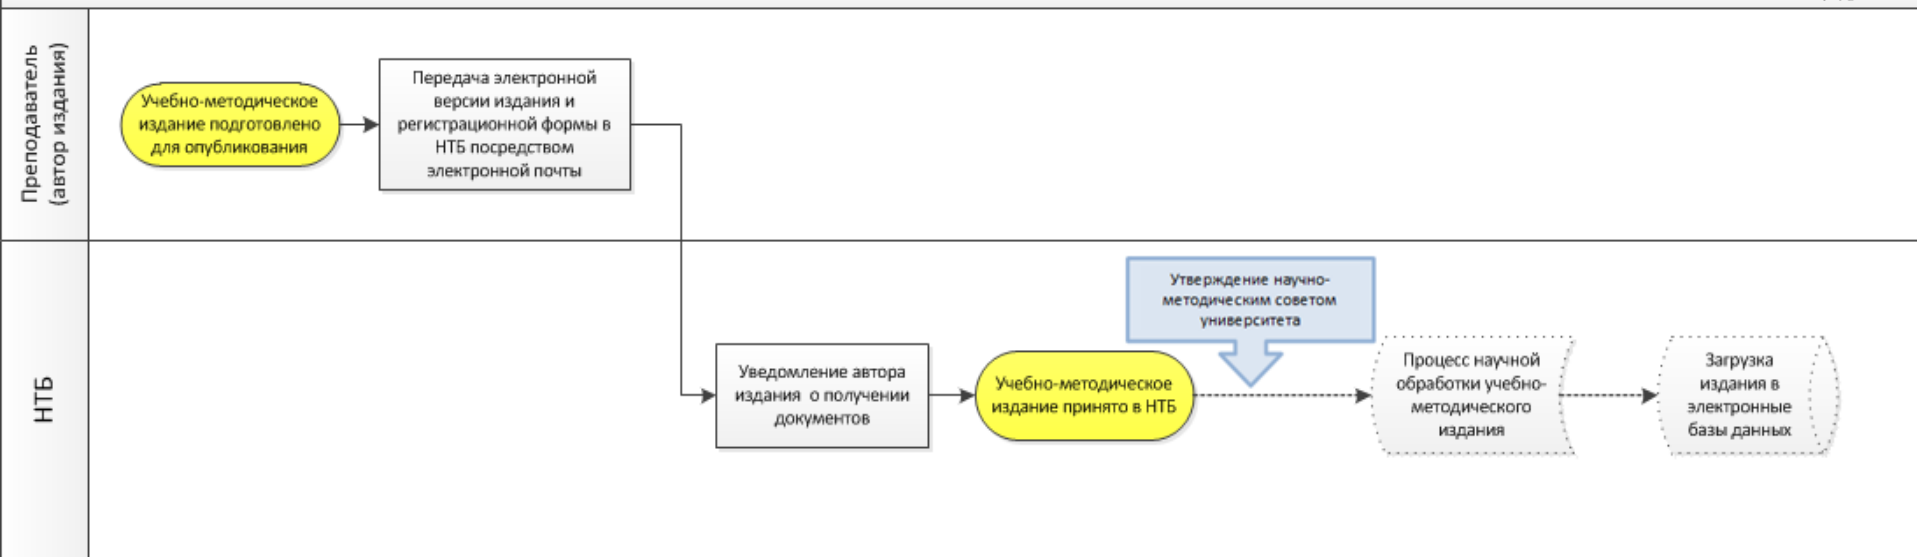 Преподаватель
(автор издания)
Учебно-методическое
издание подготовлено
для опубликования
Передача электронной
версии издания и
регистрационной формы в
НТБ посредством
электронной почты
НТБ
Уведомление автора
издания о получении
документов
Учебно-методическое
издание принято в НТБ
Утверждение научно-
методическим советом
университета
Процесс научной
обработки учебно-
методического
издания
Загрузка
издания в
электронные
базы данных